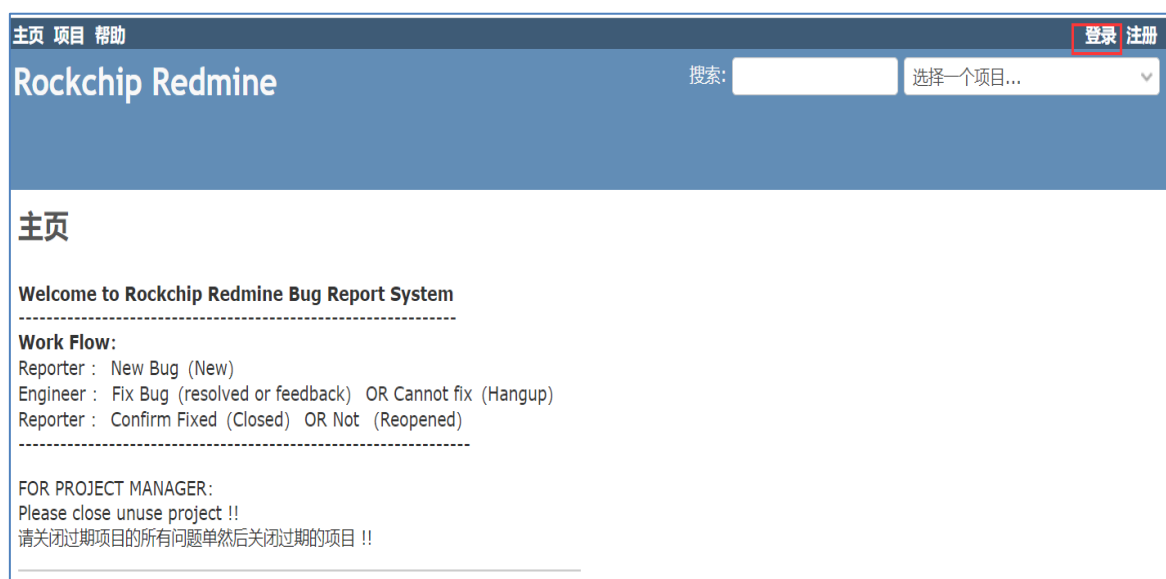 主页 项目 帮助 登录 注册
Rockchip Redmine 搜索: 选择一个项目...
主页
Welcome to Rockchip Redmine Bug Report System
---------------------------------------------------------------
Work Flow:
Reporter : New Bug (New)
Engineer : Fix Bug (resolved or feedback) OR Cannot fix (Hangup)
Reporter : Confirm Fixed (Closed) OR Not (Reopened)
-----------------------------------------------------------------
FOR PROJECT MANAGER:
Please close unuse project !!
请关闭过期项目的所有问题单然后关闭过期的项目 !!